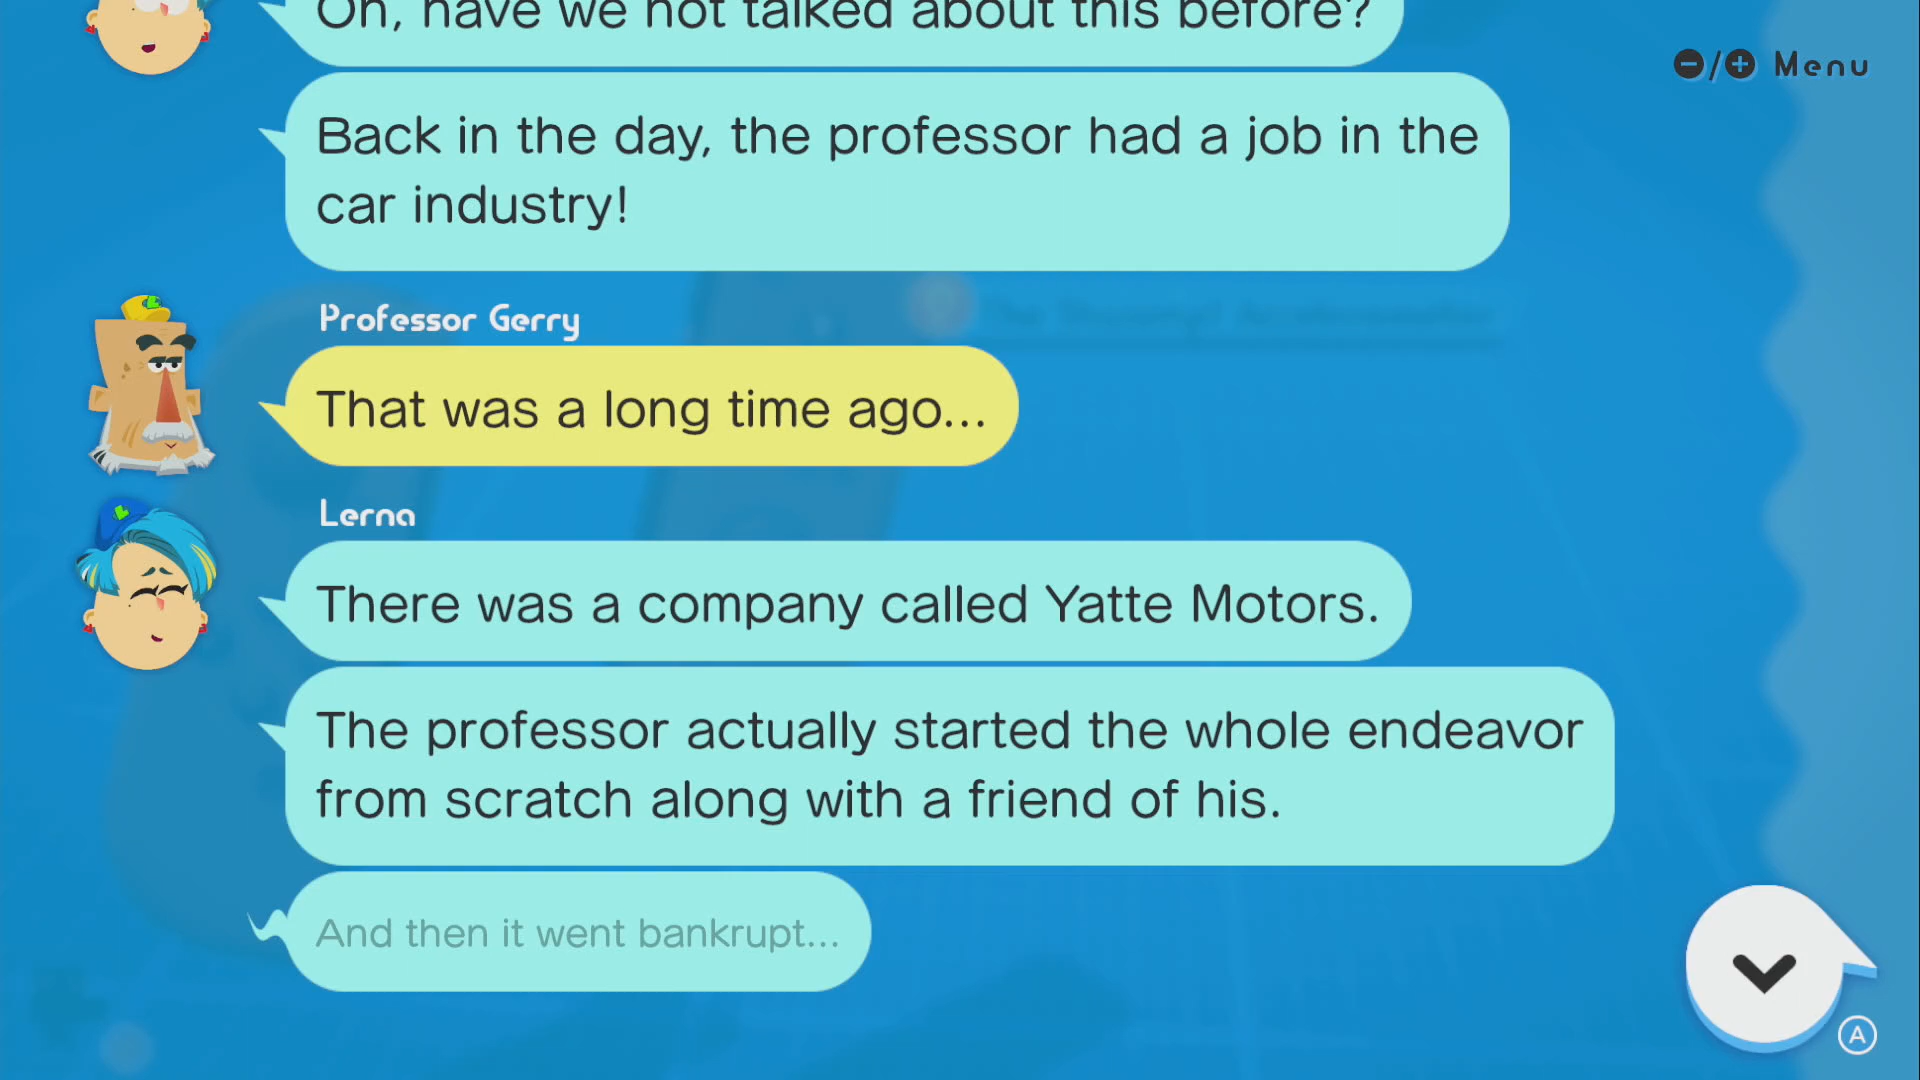 Oh, have we not talked about this before?
-/+ Menu
Back in the day, the professor had a job in the
car industry!
Professor Gerry
That was a long time ago...
Lerna
There was a company called Yatte Motors.
The professor actually started the whole endeavor
from scratch along with a friend of his.
And then it went bankrupt...
A